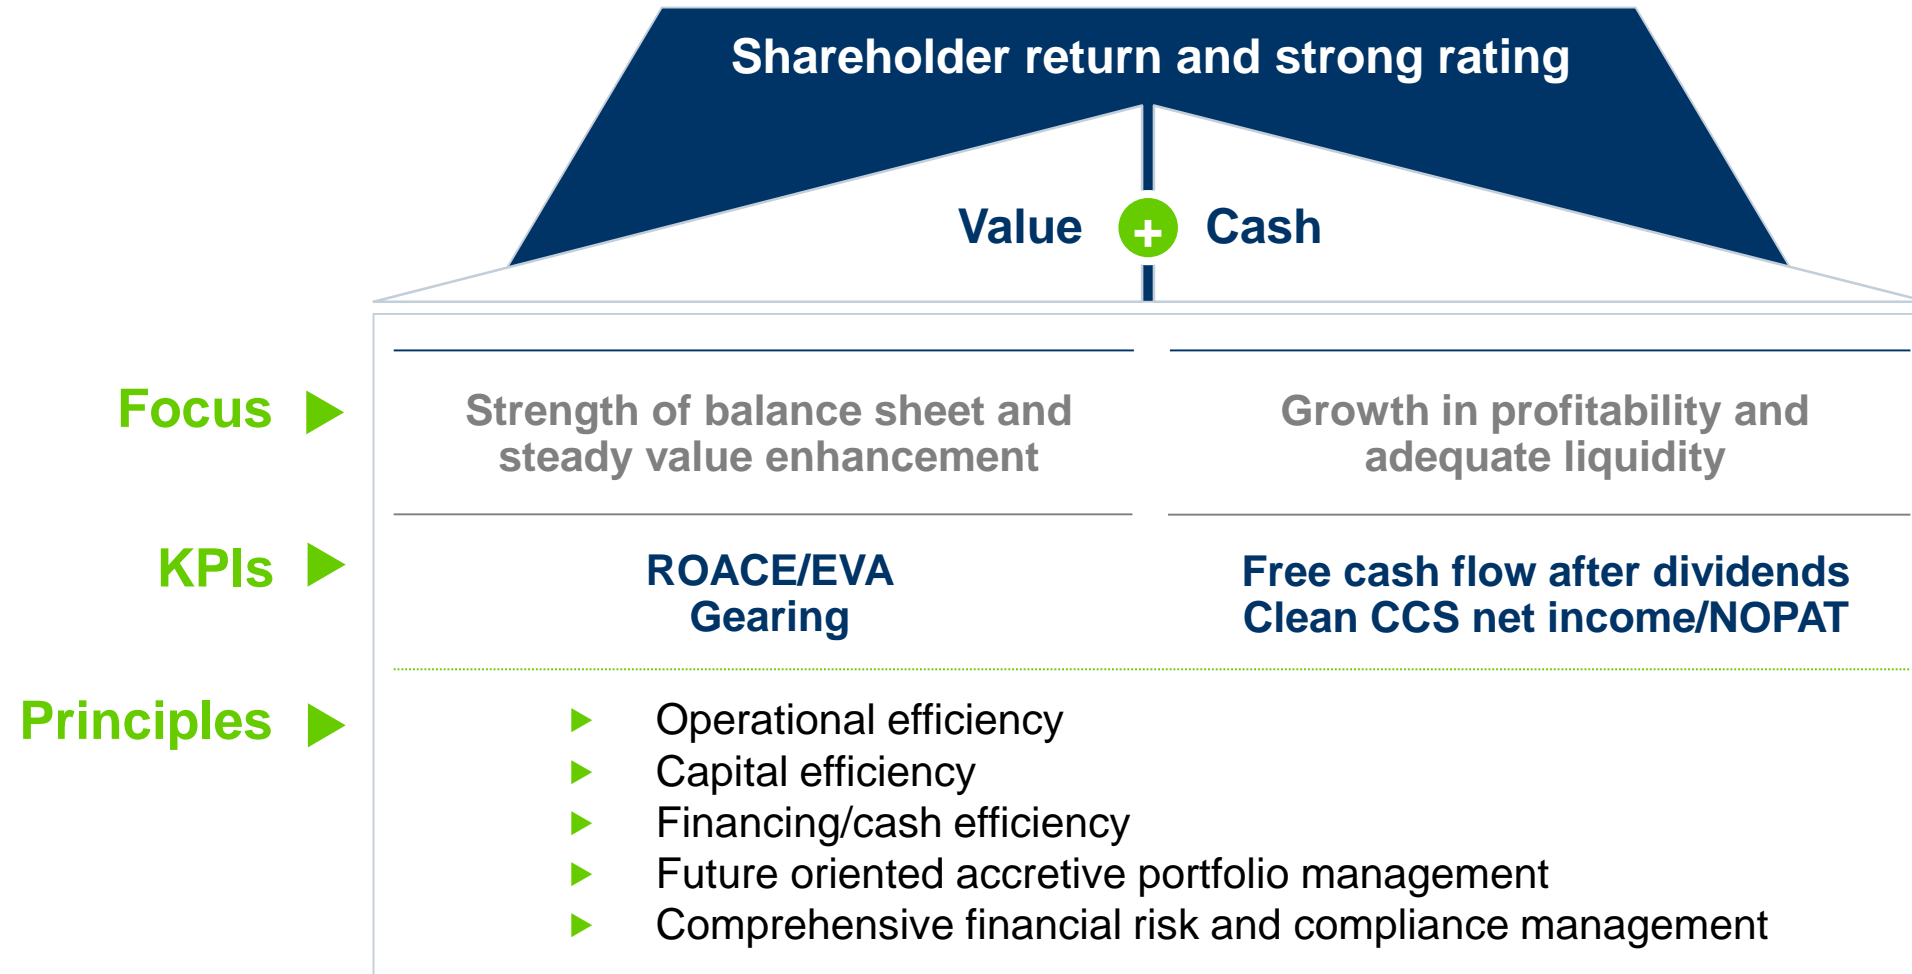 Shareholder return and strong rating
Value + Cash
Focus
Strength of balance sheet and
steady value enhancement
Growth in profitability and
adequate liquidity
KPIs
ROACE/EVA
Gearing
Free cash flow after dividends
Clean CCS net income/NOPAT
Principles
Operational efficiency
Capital efficiency
Financing/cash efficiency
Future oriented accretive portfolio management
Comprehensive financial risk and compliance management